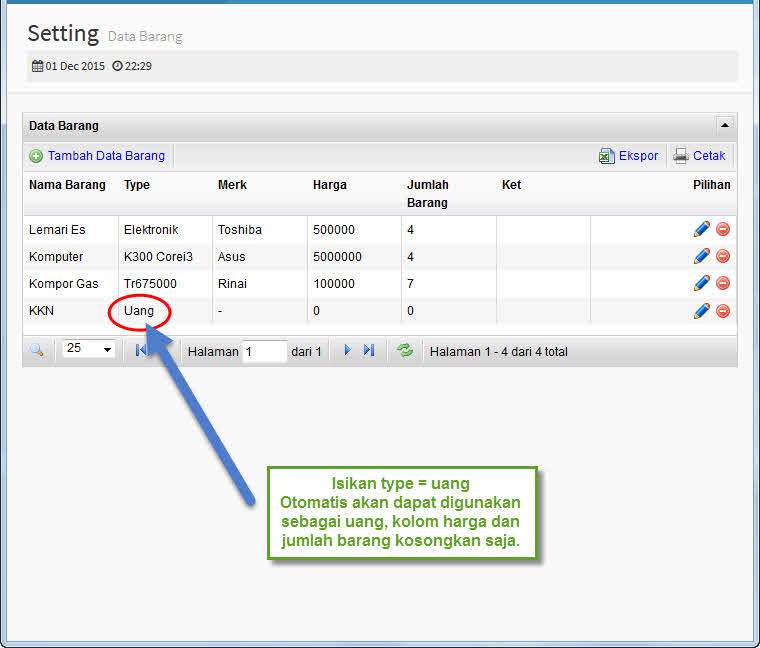 Setting Data Barang
01 Dec 2015 22:29
Data Barang
Tambah Data Barang Ekspor Cetak
Nama Barang Type Merk Harga Jumlah Barang Ket Pilihan
Lemari Es Elektronik Toshiba 500000 4
Komputer K300 Corei3 Asus 5000000 4
Kompor Gas Tr675000 Rinai 100000 7
KKN Uang - 0 0
25 Halaman 1 dari 1 Halaman 1 - 4 dari 4 total
Isikan type = uang
Otomatis akan dapat digunakan
sebagai uang, kolom harga dan
jumlah barang kosongkan saja.